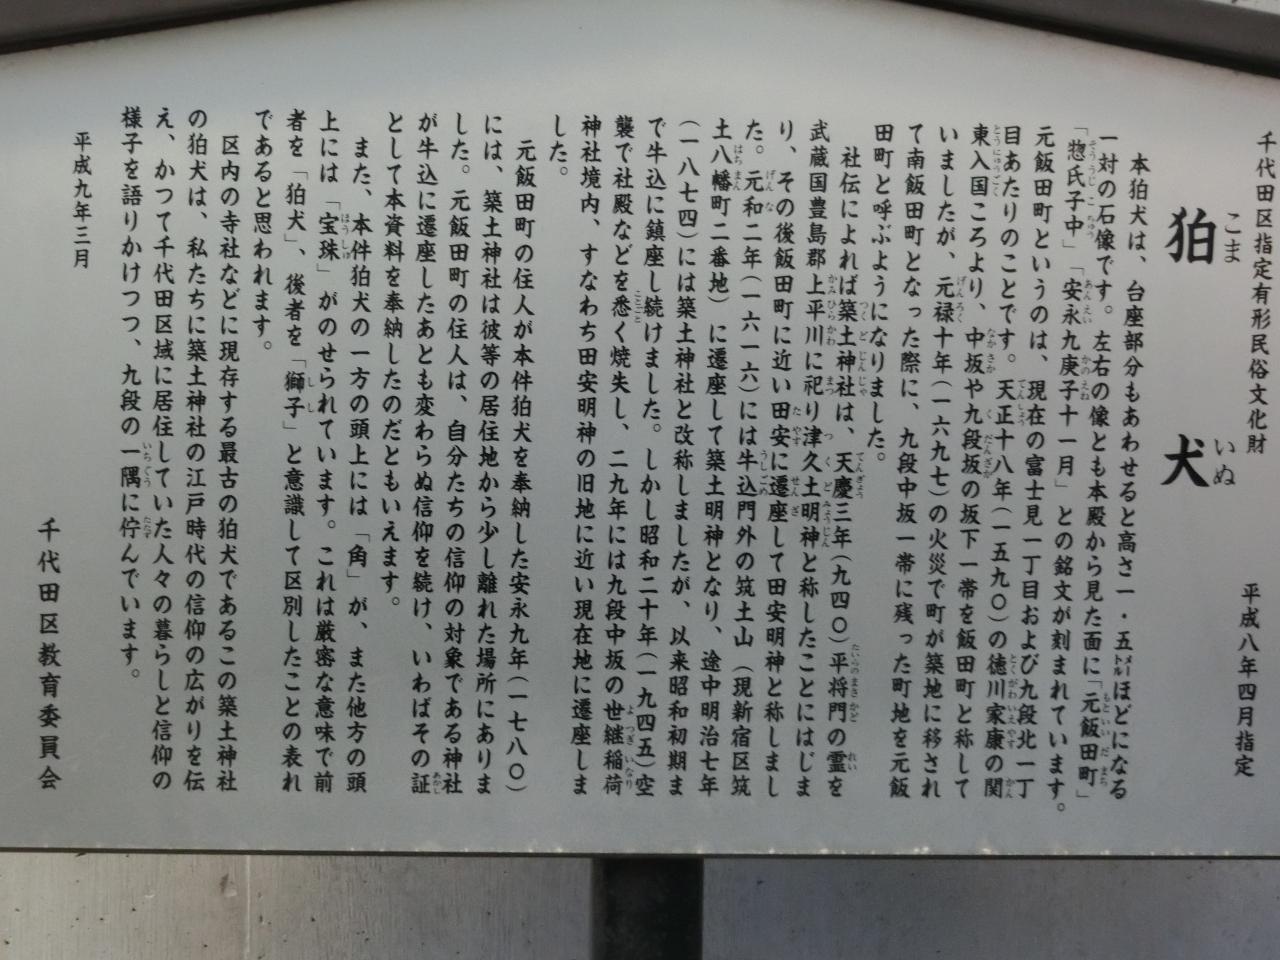 千代田区指定有形民俗文化財
平成八年四月指定
狛犬
こまいぬ
本狛犬は、台座部分もあわせると高さ一・五㍍ほどになる
一対の石像です。左右の像とも本殿から見た面に「元飯田町」
「惣氏子中」「安永九庚子十一月」との銘文が刻まれています。
元飯田町というのは、現在の富士見一丁目および九段北一丁
目あたりのことです。天正十八年（一五九〇）の徳川家康の関
東入国ころより、中坂や九段坂の坂下一帯を飯田町と称して
いましたが、元禄十年（一六九七）の火災で町が築地に移され
て南飯田町となった際に、九段中坂一帯に残った町地を元飯
田町と呼ぶようになりました。
社伝によれば築土神社は、天慶三年（九四〇）平将門の霊を
武蔵国豊島郡上平川に祀り津久土明神と称したことにはじま
り、その後飯田町に近い田安に遷座して田安明神と称しまし
た。元和二年（一六一六）には牛込門外の筑土山（現新宿区筑
土八幡町二番地）に遷座して築土明神となり、途中明治七年
（一八七四）には築土神社と改称しましたが、以来昭和初期ま
で牛込に鎮座し続けました。しかし昭和二十年（一九四五）空
襲で社殿などを悉く焼失し、二九年には九段中坂の世継稲荷
神社境内、すなわち田安明神の旧地に近い現在地に遷座しま
した。
元飯田町の住人が本件狛犬を奉納した安永九年（一七八〇）
には、築土神社は彼等の居住地から少し離れた場所にありま
した。元飯田町の住人は、自分たちの信仰の対象である神社
が牛込に遷座したあとも変わらぬ信仰を続け、いわばその証
として本資料を奉納したのだともいえます。
また、本件狛犬の一方の頭上には「角」が、また他方の頭
上には「宝珠」がのせられています。これは厳密な意味で前
者を「狛犬」、後者を「獅子」と意識して区別したことの表れ
であると思われます。
区内の寺社などに現存する最古の狛犬であるこの築土神社
の狛犬は、私たちに築土神社の江戸時代の信仰の広がりを伝
え、かつて千代田区域に居住していた人々の暮らしと信仰の
様子を語りかけつつ、九段の一隅に佇んでいます。
平成九年三月
千代田区教育委員会